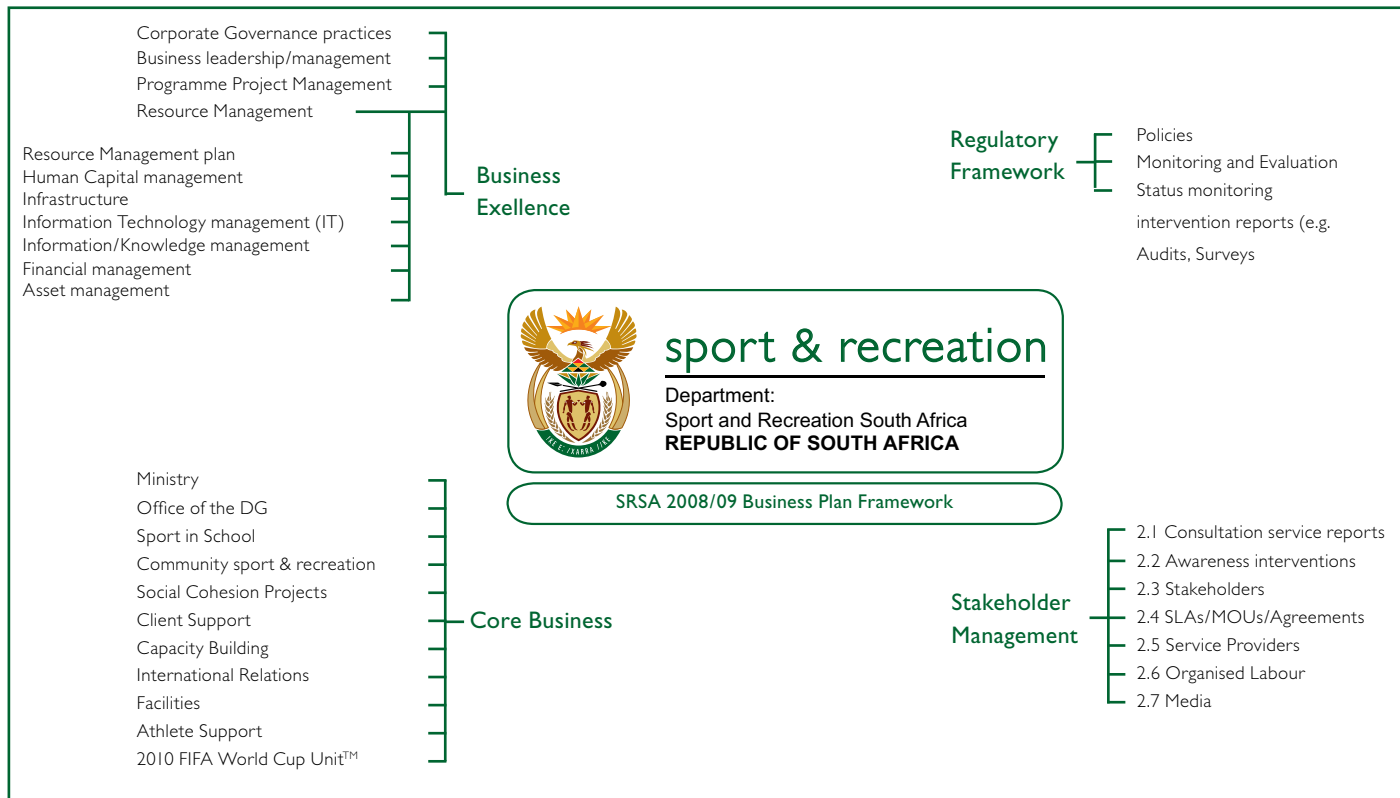 Corporate Governance practices
Business leadership/management
Programme Project Management
Resource Management
Resource Management plan
Human Capital management
Infrastructure
Information Technology management (IT)
Information/Knowledge management
Financial management
Asset management
Business
Exellence
Regulatory
Framework
Policies
Monitoring and Evaluation
Status monitoring
intervention reports (e.g.
Audits, Surveys
sport & recreation
Department:
Sport and Recreation South Africa
REPUBLIC OF SOUTH AFRICA
!KE E: /XARRA //KE
SRSA 2008/09 Business Plan Framework
Ministry
Office of the DG
Sport in School
Community sport & recreation
Social Cohesion Projects
Client Support
Capacity Building
International Relations
Facilities
Athlete Support
2010 FIFA World Cup Unit™
Core Business
Stakeholder
Management
2.1 Consultation service reports
2.2 Awareness interventions
2.3 Stakeholders
2.4 SLAs/MOUs/Agreements
2.5 Service Providers
2.6 Organised Labour
2.7 Media